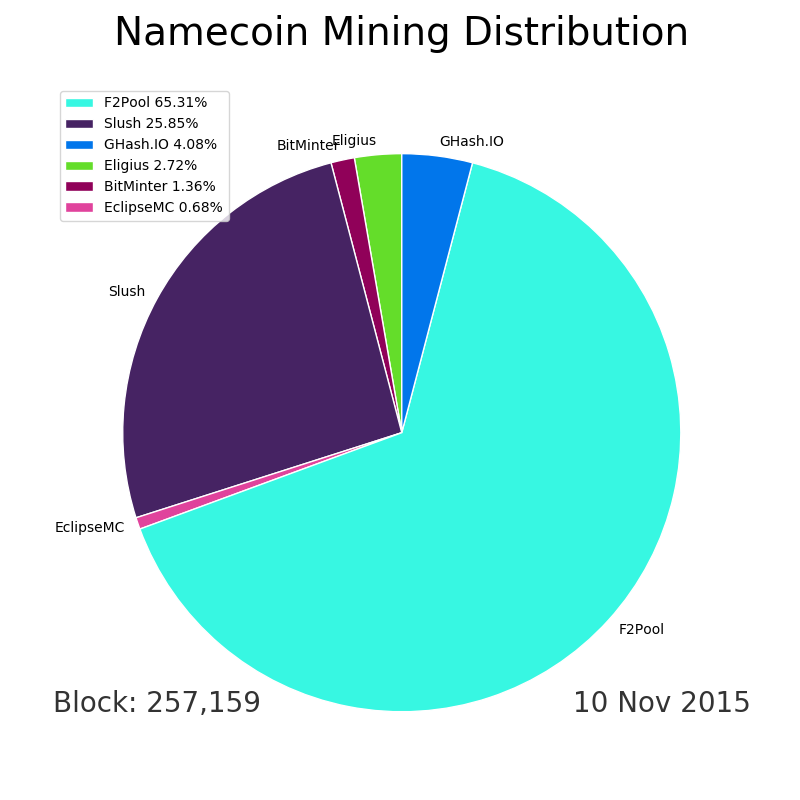 Namecoin Mining Distribution
F2Pool 65.31%
Slush 25.85%
GHash.IO 4.08%
Eligius 2.72%
BitMinter 1.36%
EclipseMC 0.68%
BitMinter
Eligius
GHash.IO
Slush
EclipseMC
F2Pool
Block: 257,159
10 Nov 2015